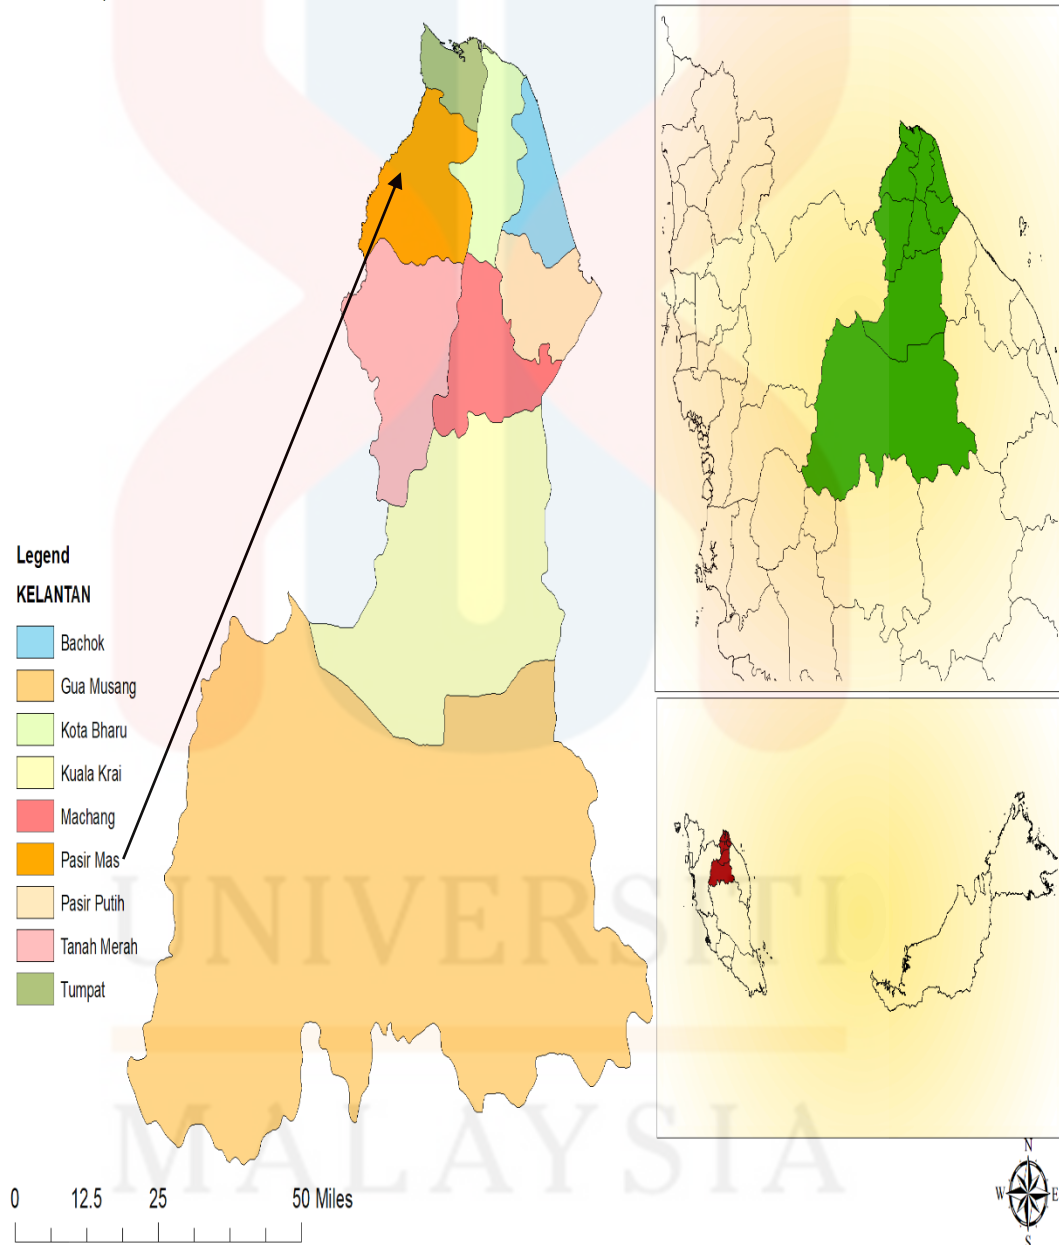 Legend
KELANTAN
Bachok
Gua Musang
Kota Bharu
Kuala Krai
Machang
Pasir Mas
Pasir Putih
Tanah Merah
Tumpat
UNIVERSITI
MALAYSIA
0 12.5 25 50 Miles
N
W E
S